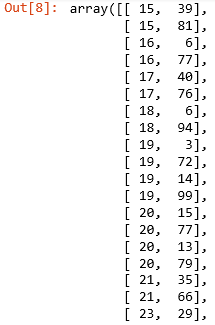 Out[8]: array([[ 15, 39],
[ 15, 81],
[ 16, 6],
[ 16, 77],
[ 17, 40],
[ 17, 76],
[ 18, 6],
[ 18, 94],
[ 19, 3],
[ 19, 72],
[ 19, 14],
[ 19, 99],
[ 20, 15],
[ 20, 77],
[ 20, 13],
[ 20, 79],
[ 21, 35],
[ 21, 66],
[ 23, 29],